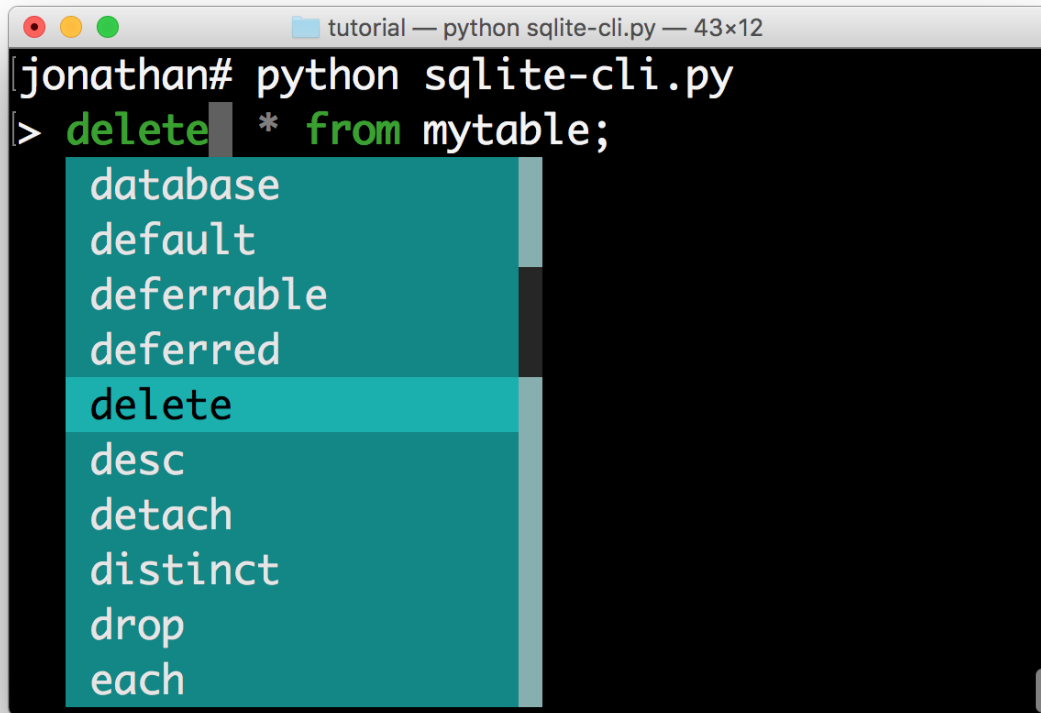 tutorial — python sqlite-cli.py — 43×12
jonathan# python sqlite-cli.py
> delete * from mytable;
database
default
deferrable
deferred
delete
desc
detach
distinct
drop
each